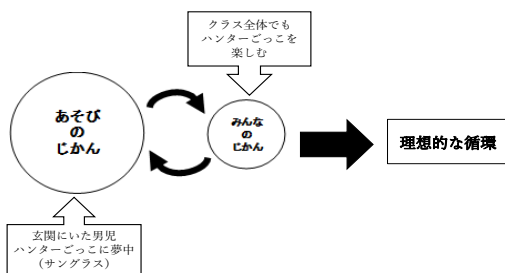 クラス全体でも
ハンターごっこを
楽しむ
あそび
の
じかん
みんな
の
じかん
理想的な循環
玄関にいた男児
ハンターごっこに夢中
（サングラス）